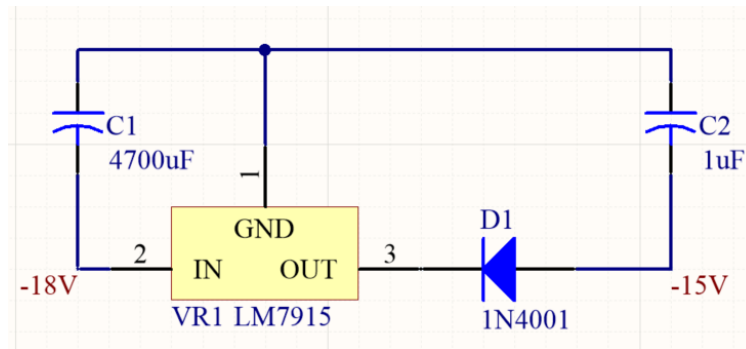 C1
4700uF
C2
1uF
1
GND
2
IN
OUT
3
D1
-18V
-15V
VR1 LM7915
1N4001